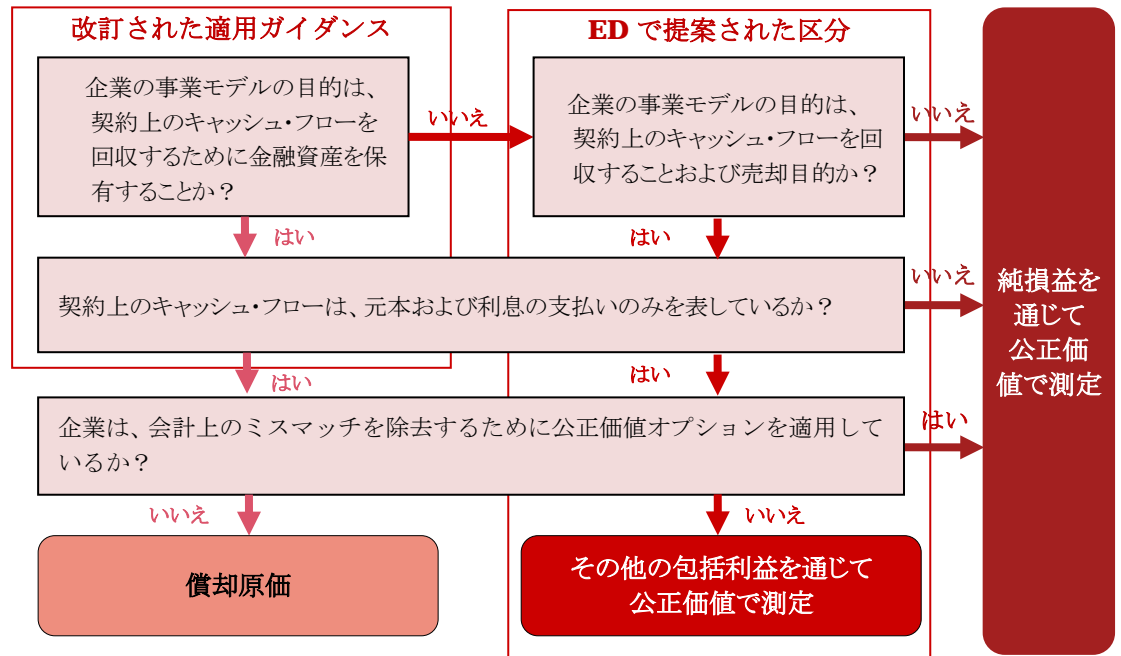 改訂された適用ガイダンス
ED で提案された区分
企業の事業モデルの目的は、
契約上のキャッシュ・フローを
回収するために金融資産を保
有することか？
いいえ
企業の事業モデルの目的は、
契約上のキャッシュ・フローを回
収することおよび売却目的か？
いいえ
はい
はい
契約上のキャッシュ・フローは、元本および利息の支払いのみを表しているか？
いいえ
はい
はい
企業は、会計上のミスマッチを除去するために公正価値オプションを適用して
いるか？
はい
いいえ
いいえ
償却原価
その他の包括利益を通じて
公正価値で測定
純損益を
通じて
公正価
値で測定